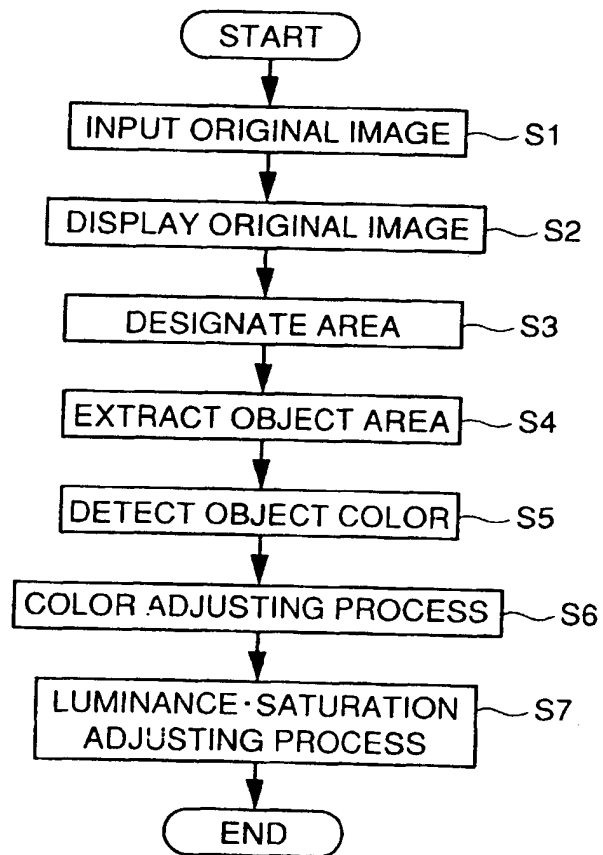 START
INPUT ORIGINAL IMAGE S1
DISPLAY ORIGINAL IMAGE S2
DESIGNATE AREA S3
EXTRACT OBJECT AREA S4
DETECT OBJECT COLOR S5
COLOR ADJUSTING PROCESS S6
LUMINANCE·SATURATION S7
ADJUSTING PROCESS
END